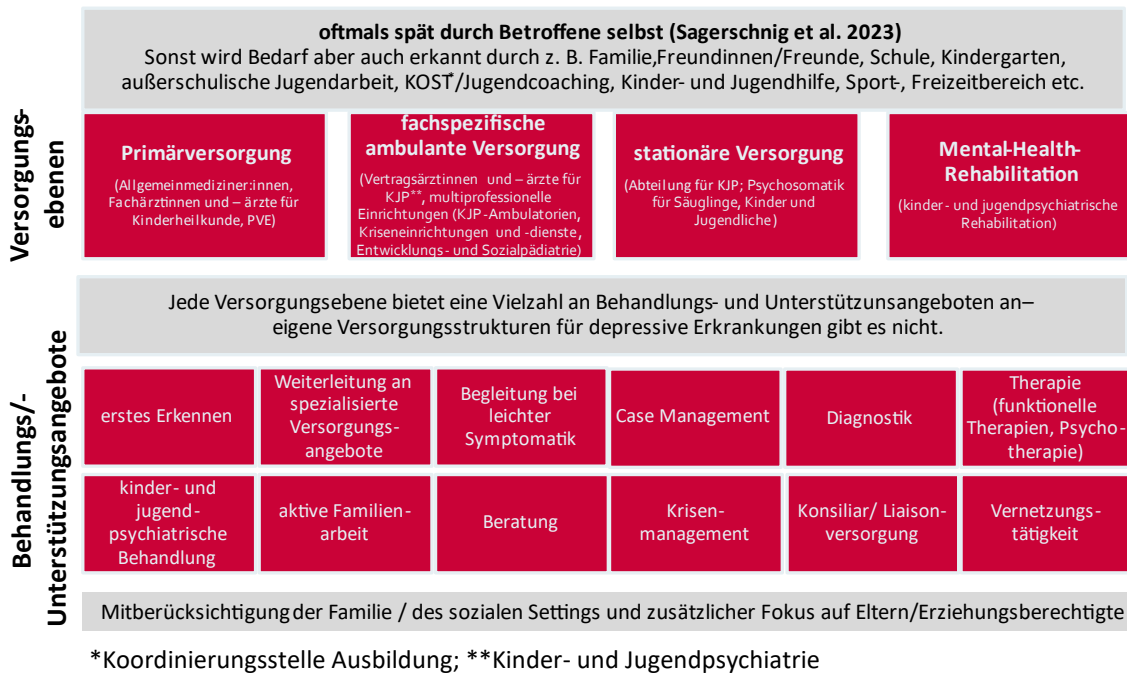 oftmals spät durch Betroffene selbst (Sagerschnig et al. 2023)
Sonst wird Bedarf aber auch erkannt durch z. B. Familie,Freundinnen/Freunde, Schule, Kindergarten,
außerschulische Jugendarbeit, KOST*/Jugendcoaching, Kinder- und Jugendhilfe, Sport-, Freizeitbereich etc.
Versorgungs-
ebenen
Primärversorgung
(Allgemeinmediziner:innen,
Fachärztinnen und – ärzte für
Kinderheilkunde, PVE)
fachspezifische
ambulante Versorgung
(Vertragsärztinnen und – ärzte für
KJP**, multiprofessionelle
Einrichtungen (KJP-Ambulatorien,
Kriseneinrichtungen und -dienste,
Entwicklungs- und Sozialpädiatrie)
stationäre Versorgung
(Abteilung für KJP; Psychosomatik
für Säuglinge, Kinder und
Jugendliche)
Mental-Health-
Rehabilitation
(kinder- und jugendpsychiatrische
Rehabilitation)
Jede Versorgungsebene bietet eine Vielzahl an Behandlungs- und Unterstützunsangeboten an–
eigene Versorgungsstrukturen für depressive Erkrankungen gibt es nicht.
Behandlungs/-
Unterstützungsangebote
erstes Erkennen
Weiterleitung an
spezialisierte
Versorgungs-
angebote
Begleitung bei
leichter
Symptomatik
Case Management
Diagnostik
Therapie
(funktionelle
Therapien, Psycho-
therapie)
kinder- und
jugend-
psychiatrische
Behandlung
aktive Familien-
arbeit
Beratung
Krisen-
management
Konsiliar/ Liaison-
versorgung
Vernetzungs-
tätigkeit
Mitberücksichtigung der Familie / des sozialen Settings und zusätzlicher Fokus auf Eltern/Erziehungsberechtigte
*Koordinierungsstelle Ausbildung; **Kinder- und Jugendpsychiatrie